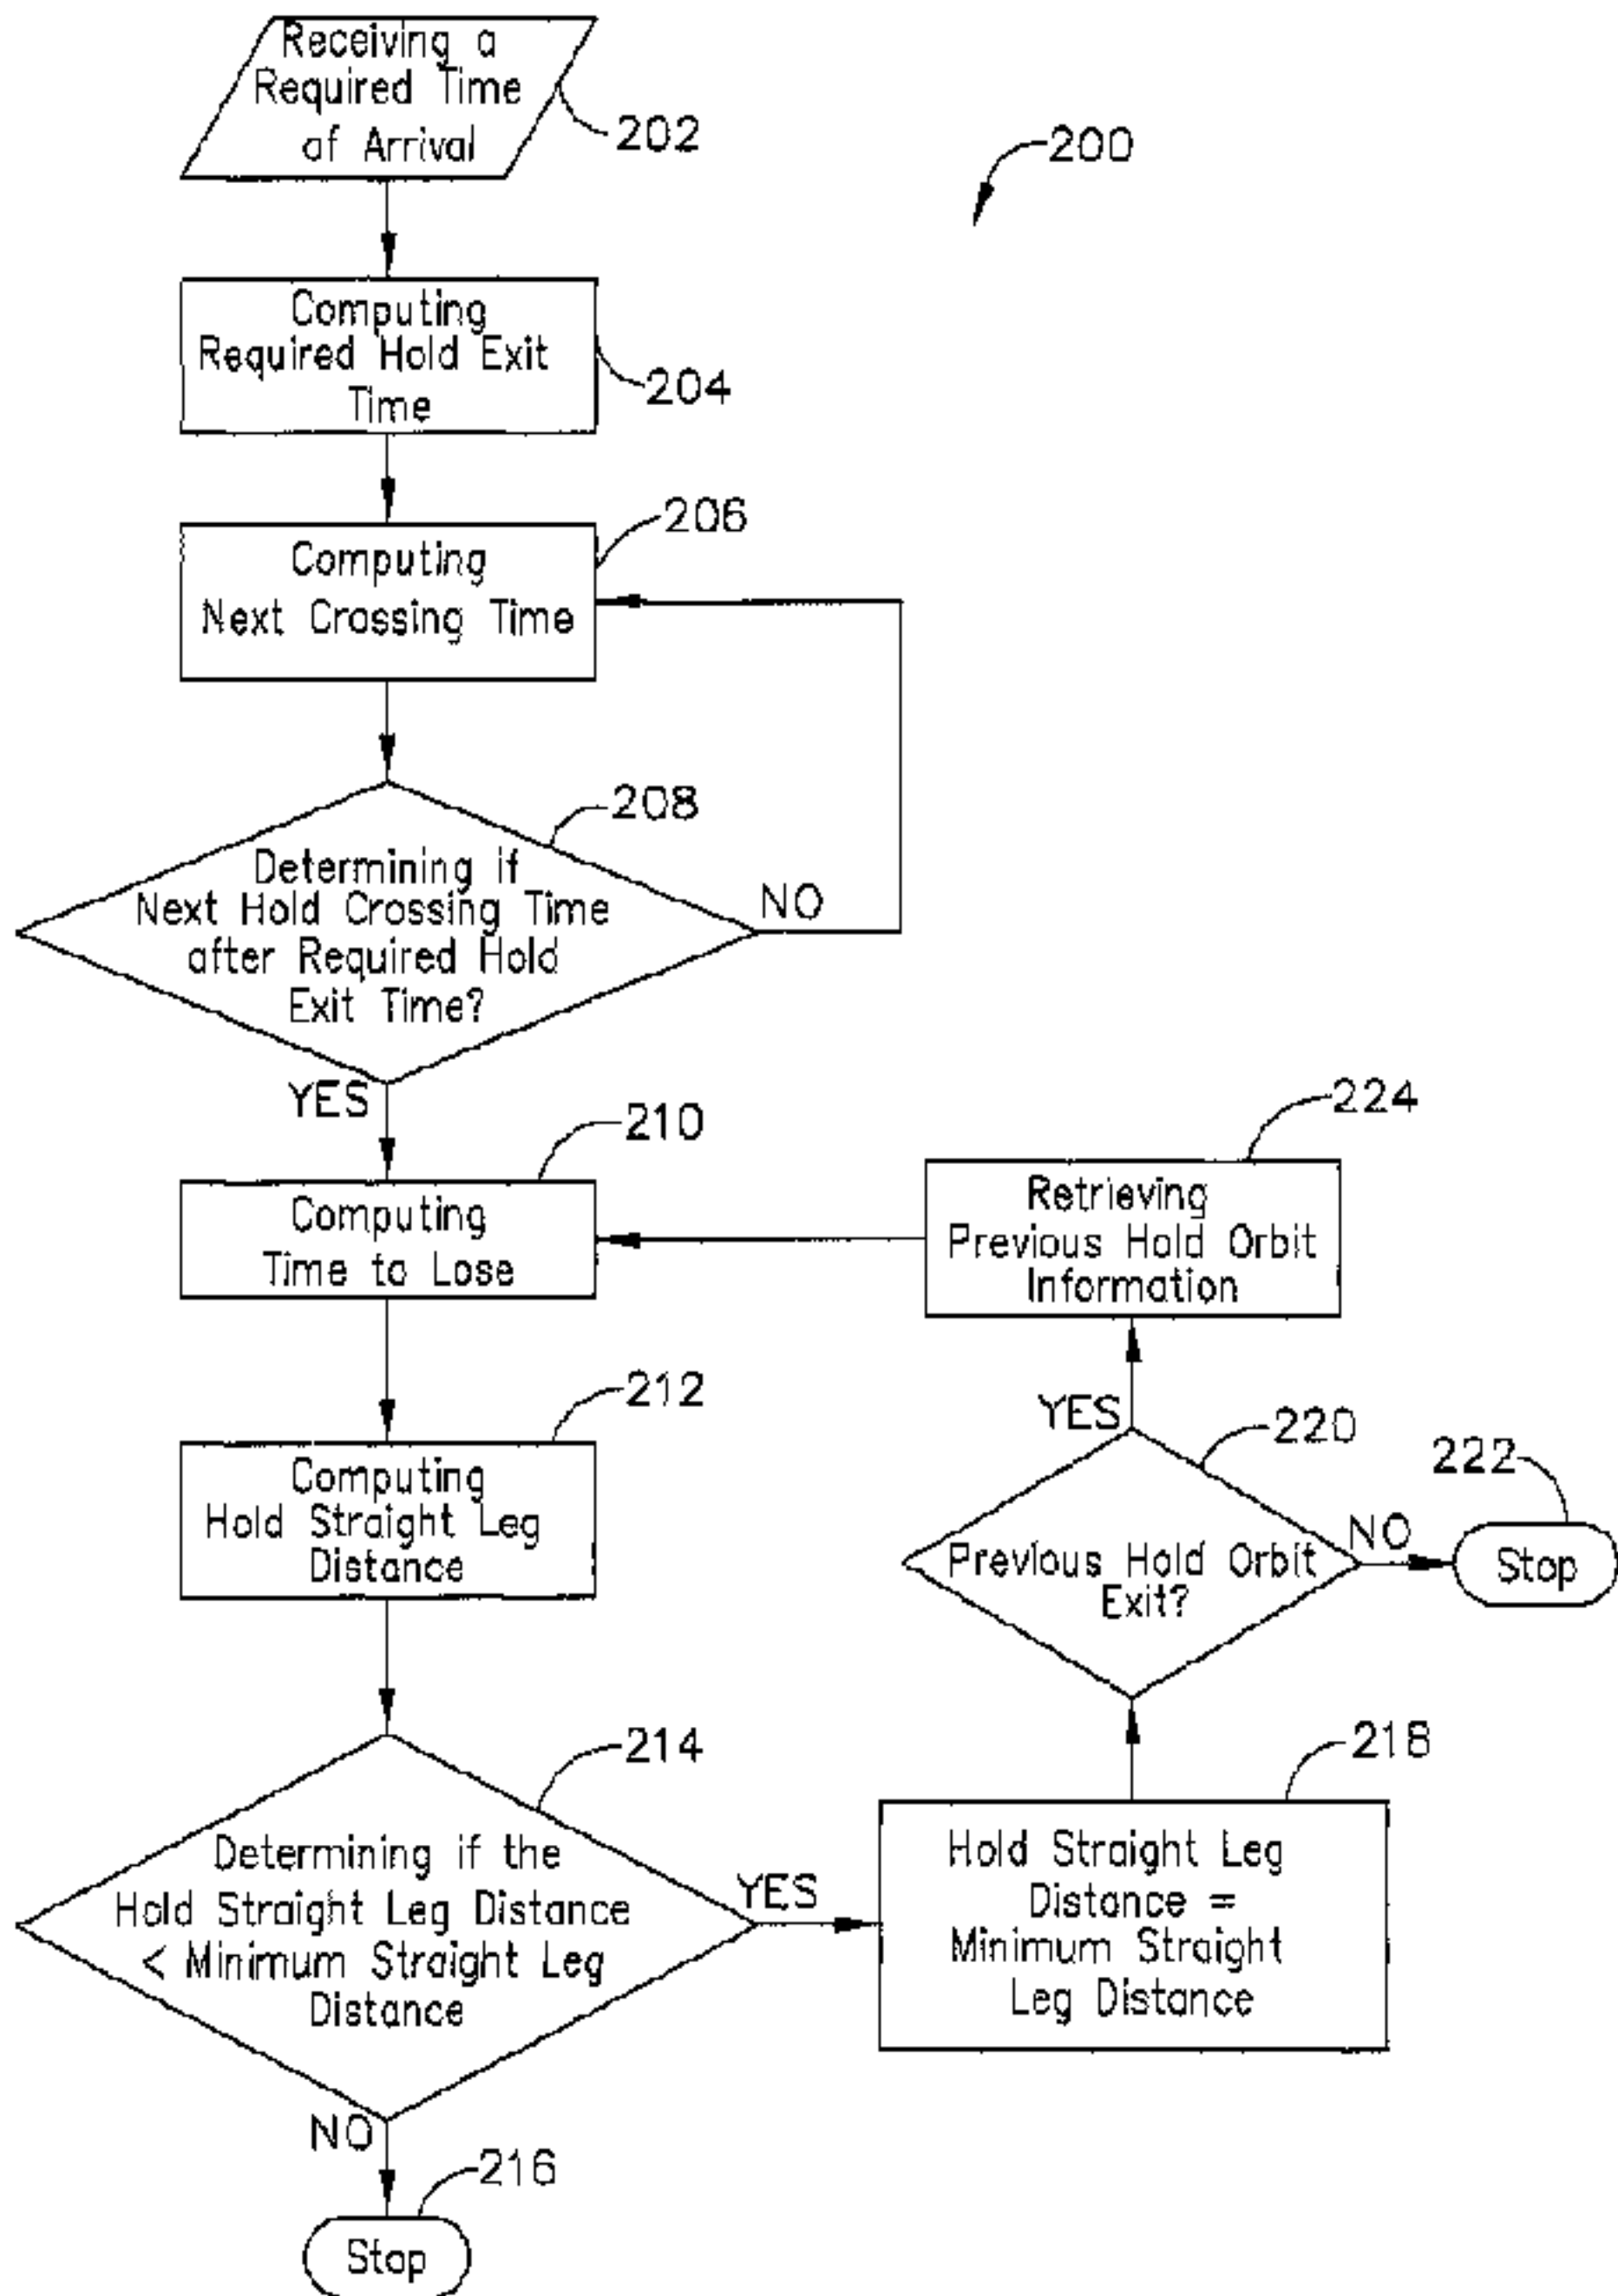 Receiving a
Required Time
of Arrival
202
200
Computing
Required Hold Exit
Time
204
206
Computing
Next Crossing Time
208
Determining if
Next Hold Crossing Time
after Required Hold
Exit Time?
NO
YES
210
Computing
Time to Lose
224
Retrieving
Previous Hold Orbit
Information
212
Computing
Hold Straight Leg
Distance
YES
220
222
Previous Hold Orbit
Exit?
NO
Stop
214
Determining if the
Hold Straight Leg Distance
< Minimum Straight Leg
Distance
YES
218
Hold Straight Leg
Distance =
Minimum Straight
Leg Distance
NO
216
Stop